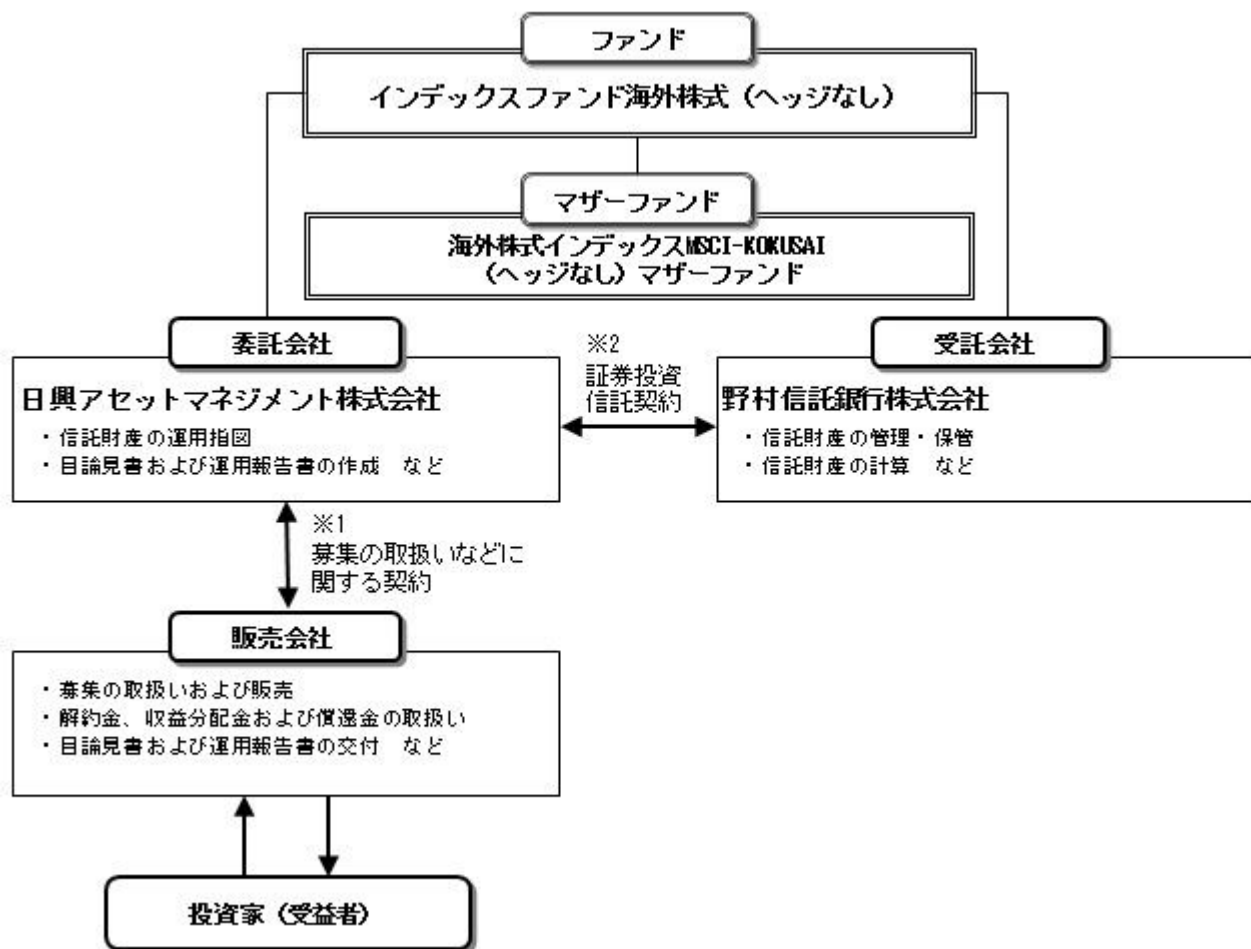 ファンド
インデックスファンド海外株式（ヘッジなし）
マザーファンド
海外株式インデックスMSCI-KOKUSAI
（ヘッジなし）マザーファンド
委託会社
日興アセットマネジメント株式会社
・信託財産の運用指図
・目論見書および運用報告書の作成　など
※2
証券投資
信託契約
受託会社
野村信託銀行株式会社
・信託財産の管理・保管
・信託財産の計算　など
※1
募集の取扱いなどに
関する契約
販売会社
・募集の取扱いおよび販売
・解約金、収益分配金および償還金の取扱い
・目論見書および運用報告書の交付　など
投資家（受益者）